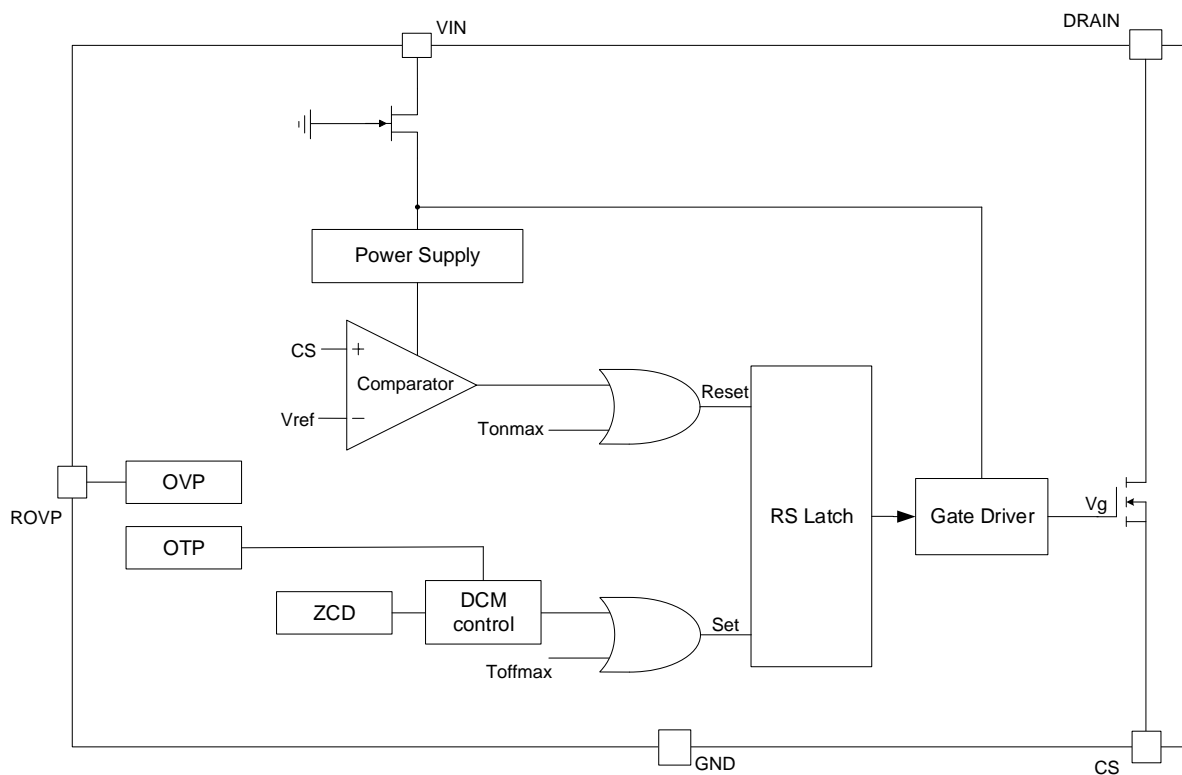 VIN
DRAIN
Power Supply
CS
+
Comparator
Vref
−
Tonmax
Reset
OVP
ROVP
OTP
ZCD
DCM
control
Toffmax
Set
RS Latch
Gate Driver
Vg
GND
CS